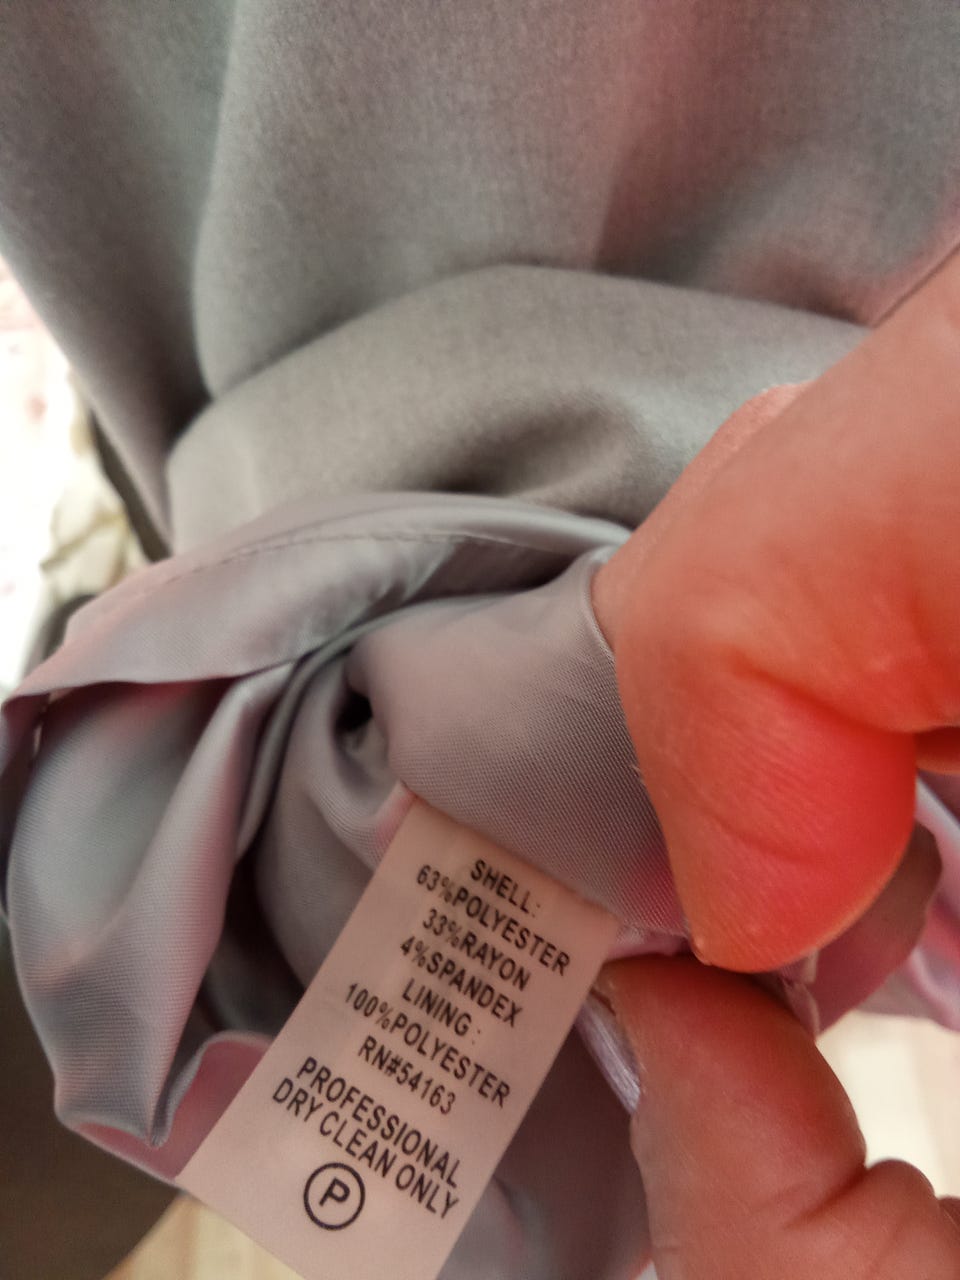 SHELL:
63%POLYESTER
33%RAYON
4%SPANDEX
LINING :
100%POLYESTER
RN#54163
PROFESSIONAL
DRY CLEAN ONLY
P